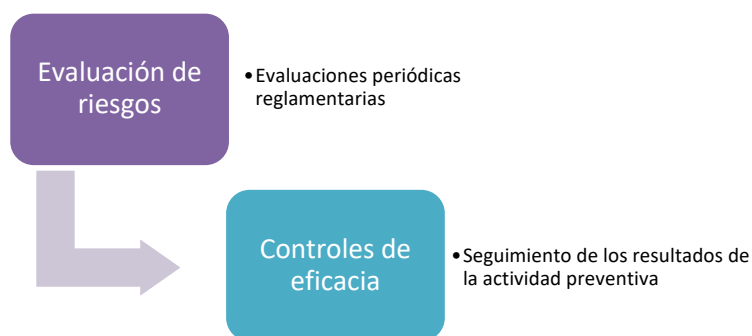 Evaluación de
riesgos
•Evaluaciones periódicas
reglamentarias
Controles de
eficacia
•Seguimiento de los resultados de
la actividad preventiva